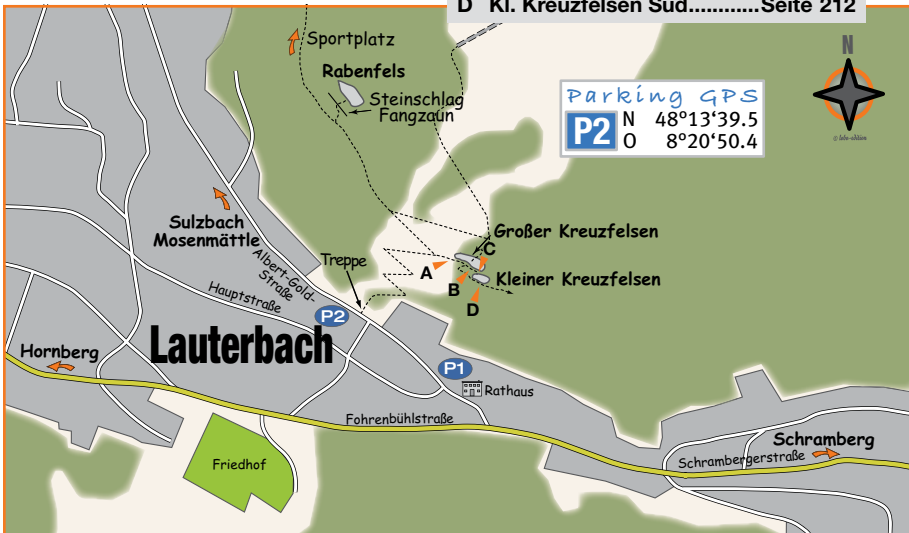 D Kl. Kreuzfelsen Süd............Seite 212
Sportplatz
Rabenfels
Steinschlag
Fangzaun
N
Parking GPS
P2 N 48°13'39.5
O 8°20'50.4
© lobo-edition
Sulzbach
Mosenmättle
Albert-Gold-
Straße
Treppe
Großer Kreuzfelsen
C
A
B
Kleiner Kreuzfelsen
D
Hauptstraße
P2
Lauterbach
Hornberg
P1
Rathaus
Fohrenbühlstraße
Friedhof
Schramberg
Schrambergerstraße